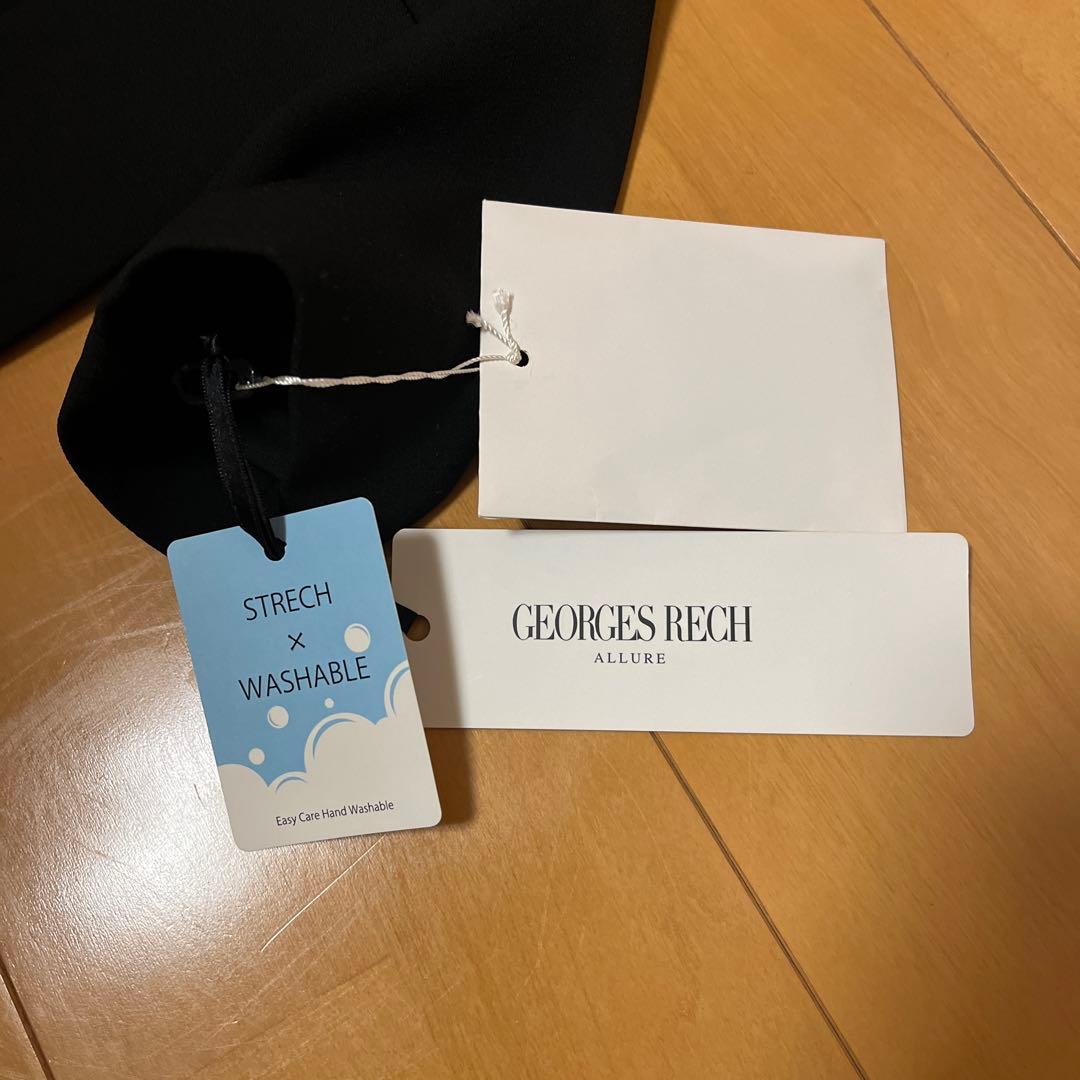 STRECH
×
WASHABLE
Easy Care Hand Washable
GEORGES RECH
ALLURE